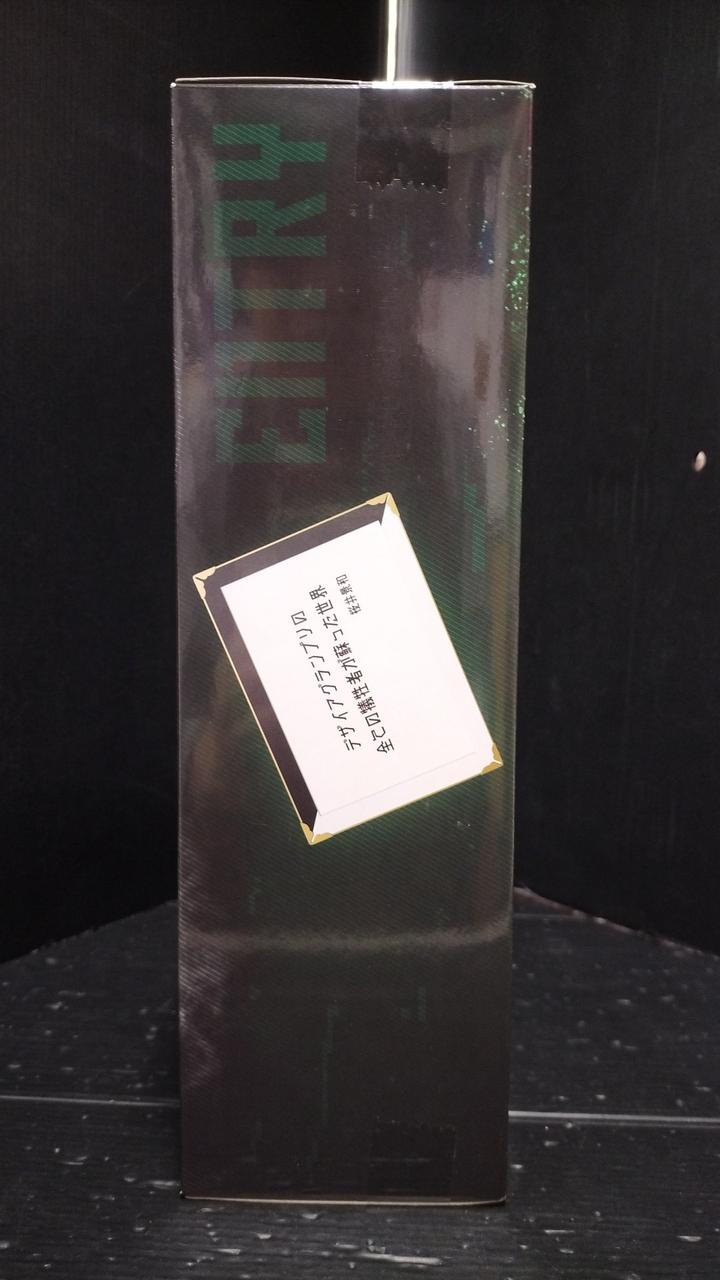 ENTRY
デザイアグランプリの
全ての犠牲者が蘇った世界
桜井景和